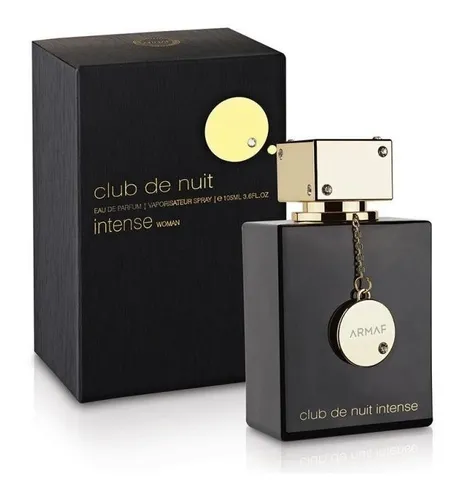 club de nuit
EAU DE PARFUM | VAPORISATEUR SPRAY | ℮ 105ML 3.6FL.OZ
intense WOMAN
ARMAF
club de nuit intense